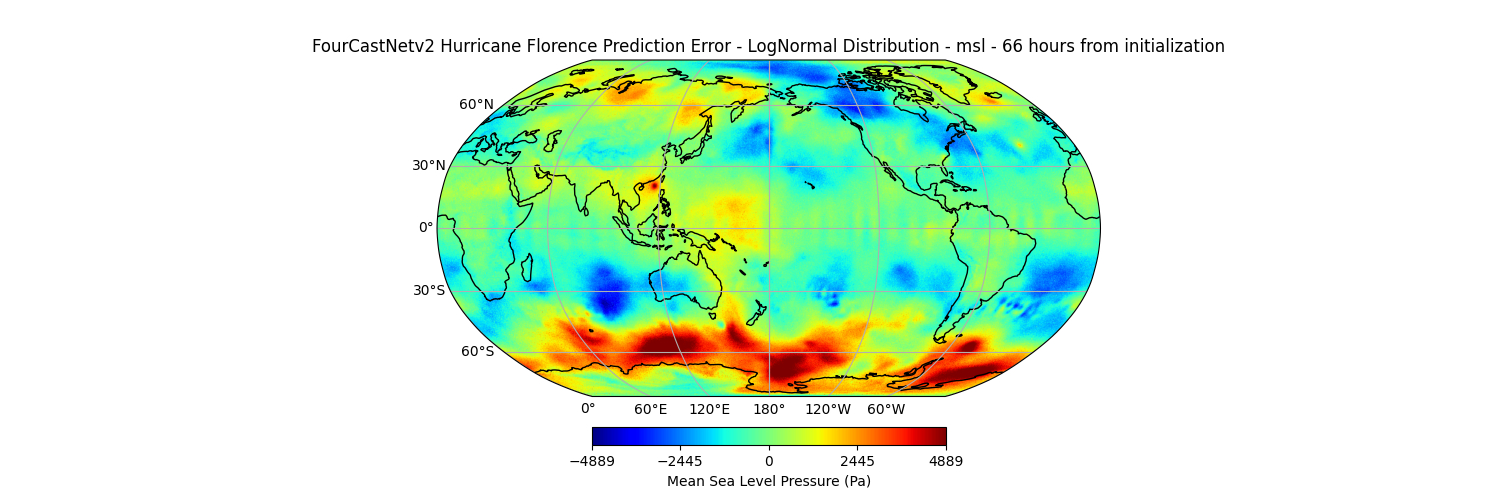 FourCastNetv2 Hurricane Florence Prediction Error - LogNormal Distribution - msl - 66 hours from initialization
60°N
30°N
0°
30°S
60°S
0° 60°E 120°E 180° 120°W 60°W
−4889 −2445 0 2445 4889
Mean Sea Level Pressure (Pa)